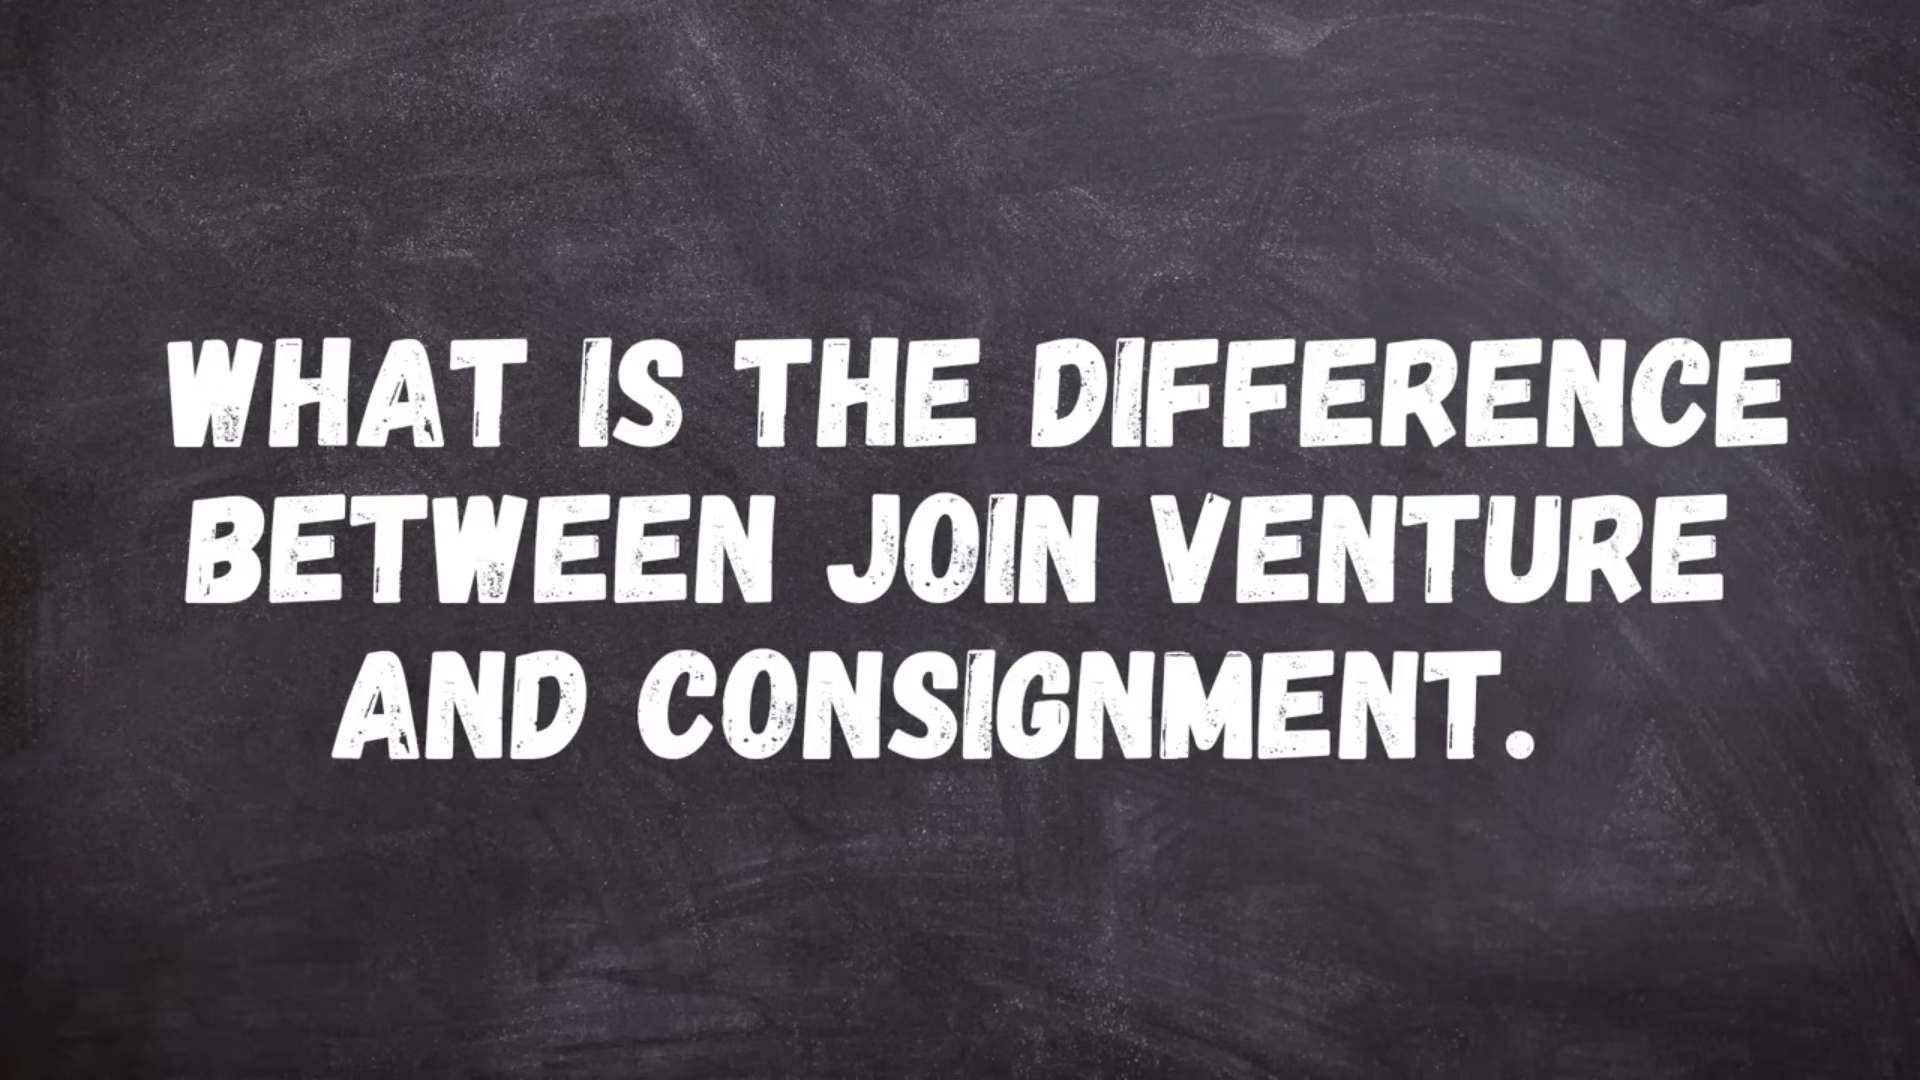 WHAT IS THE DIFFERENCE
BETWEEN JOIN VENTURE
AND CONSIGNMENT.